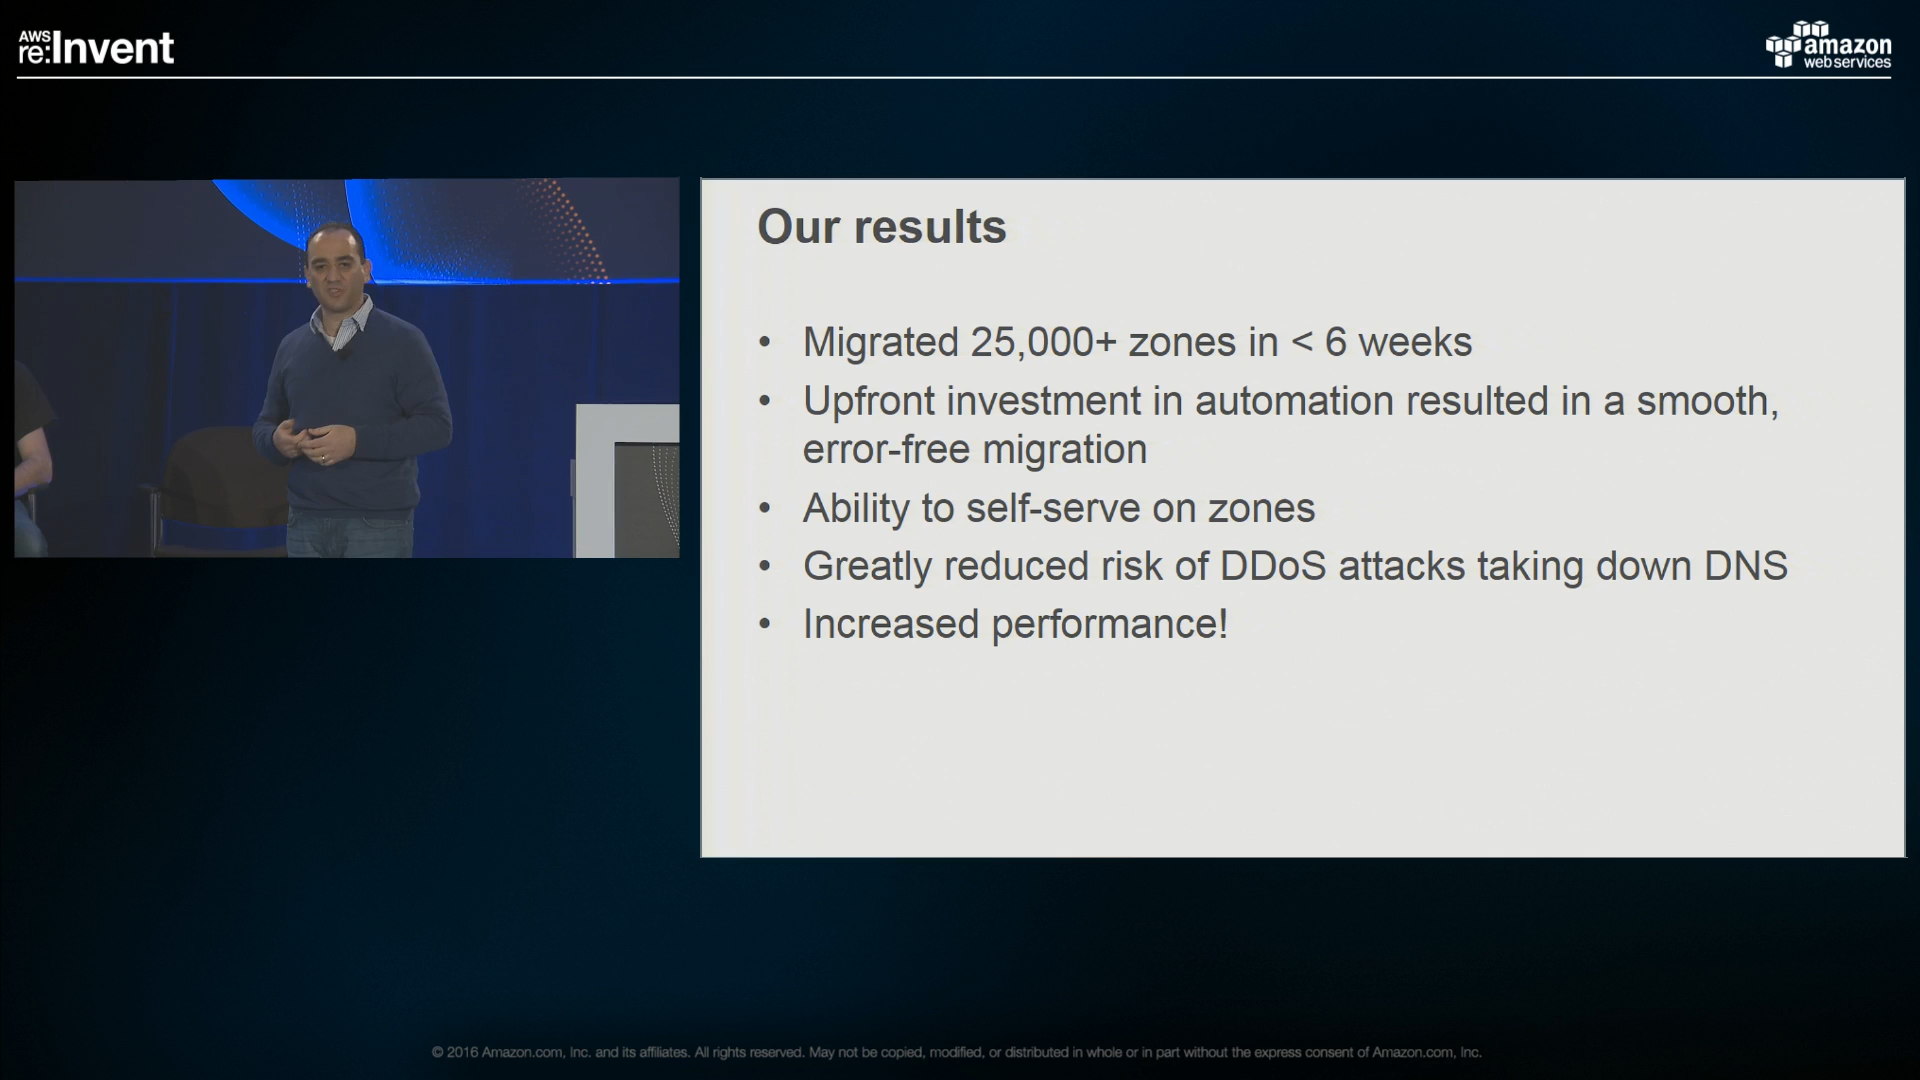 AWS
re:Invent
amazon
web services
Our results
• Migrated 25,000+ zones in < 6 weeks
• Upfront investment in automation resulted in a smooth,
error-free migration
• Ability to self-serve on zones
• Greatly reduced risk of DDoS attacks taking down DNS
• Increased performance!
© 2016 Amazon.com, Inc. and its affiliates. All rights reserved. May not be copied, modified, or distributed in whole or in part without the express consent of Amazon.com, Inc.